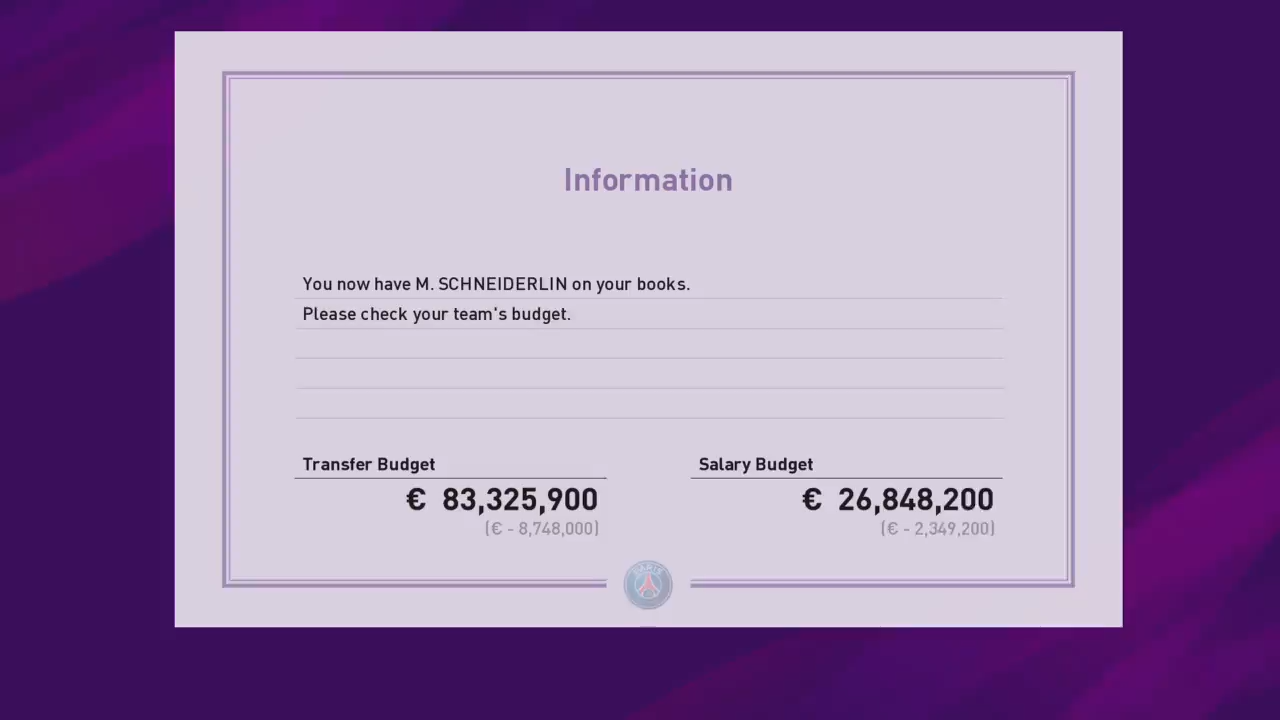 Information
You now have M. SCHNEIDERLIN on your books.
Please check your team's budget.
Transfer Budget
€ 83,325,900
(€ - 8,748,000)
Salary Budget
€ 26,848,200
(€ - 2,349,200)
PARIS